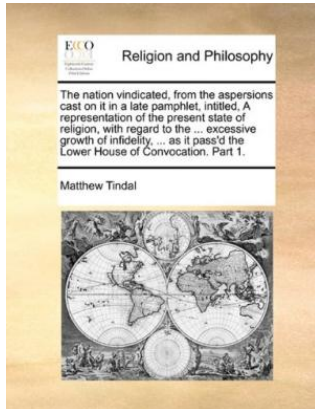 ECCO
Religion and Philosophy
The nation vindicated, from the aspersions
cast on it in a late pamphlet, intitled, A
representation of the present state of
religion, with regard to the ... excessive
growth of infidelity, ... as it pass'd the
Lower House of Convocation. Part 1.
Matthew Tindal